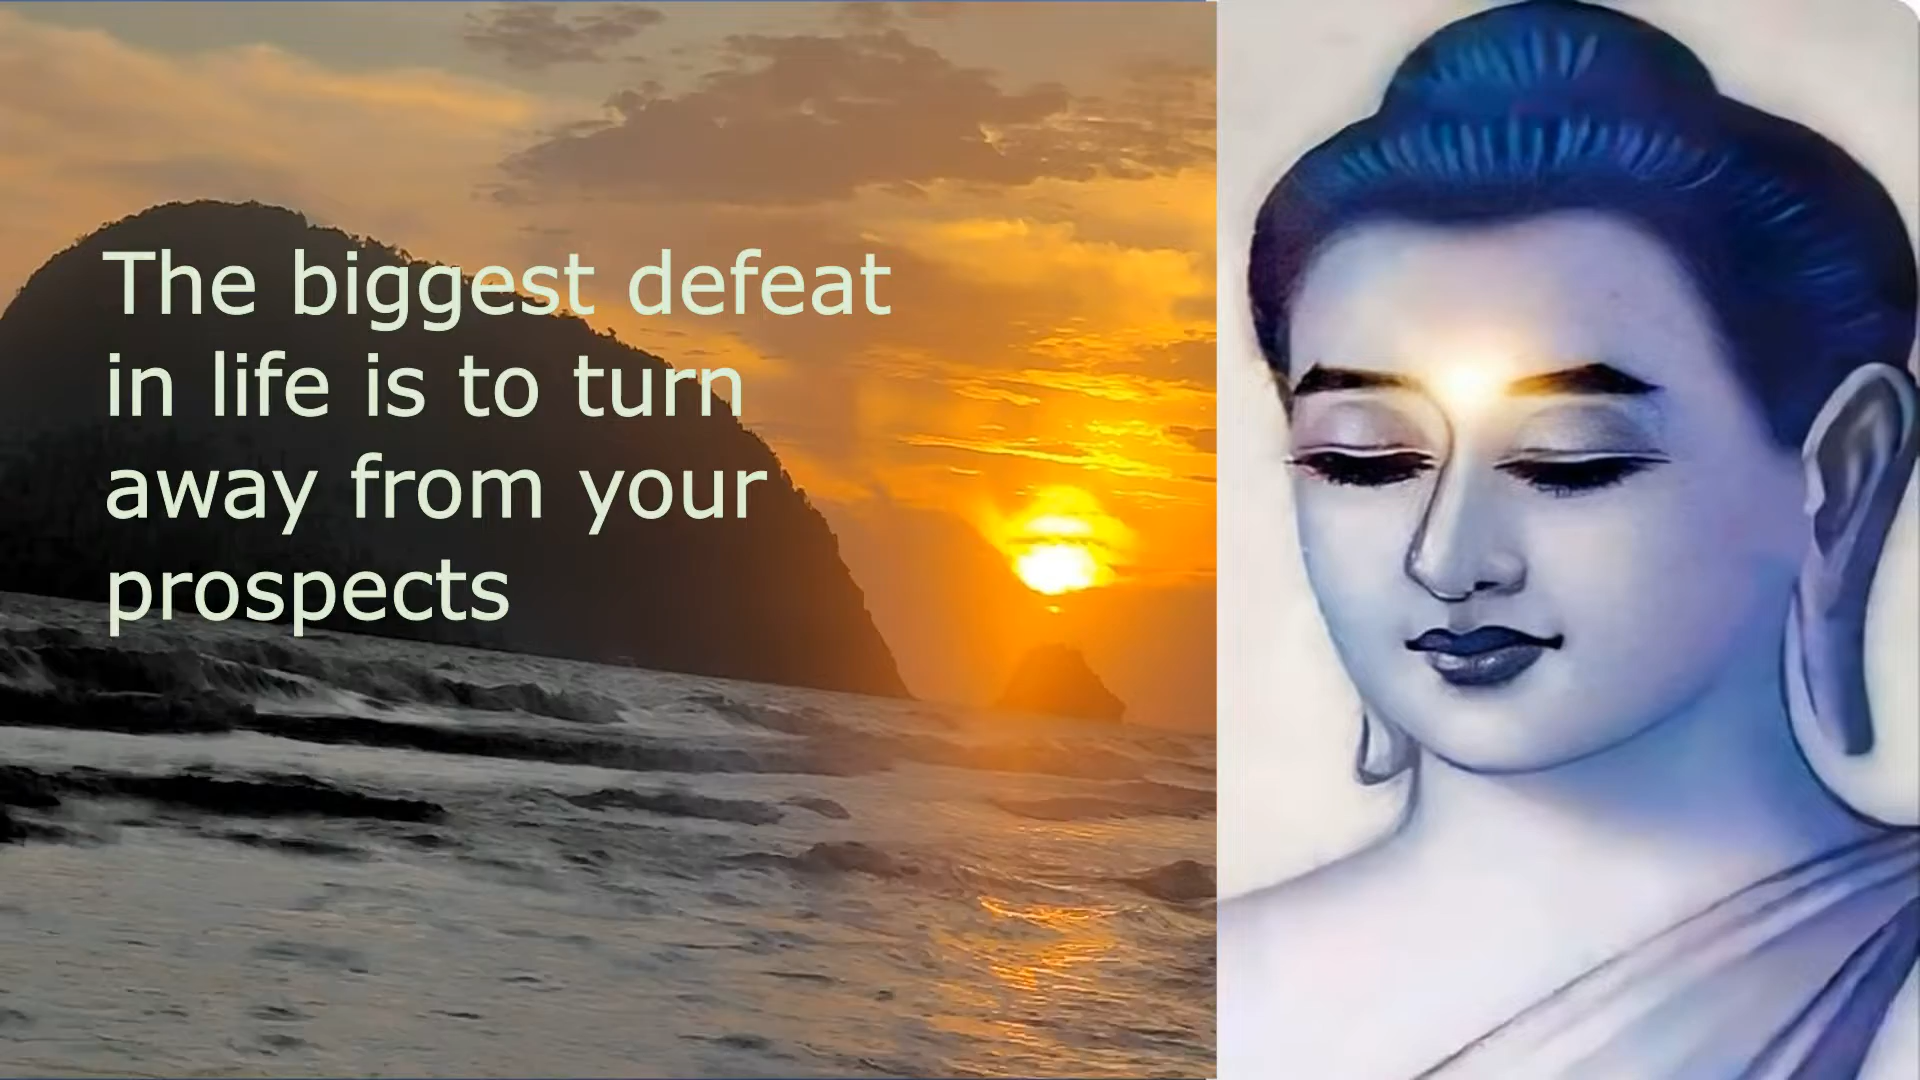 The biggest defeat
in life is to turn
away from your
prospects